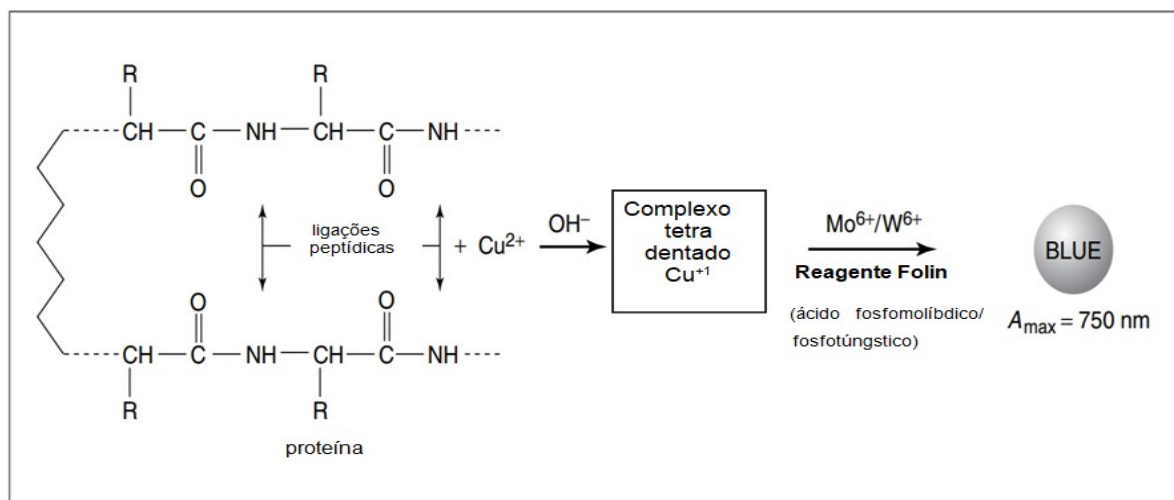 R
R
CH — C — NH — CH — C — NH
O
O
ligações
peptídicas
+ Cu²⁺
OH⁻
Complexo
tetra
dentado
Cu⁺¹
Mo⁶⁺/W⁶⁺
Reagente Folin
(ácido fosfomolíbdico/
fosfotúngstico)
BLUE
Amax = 750 nm
O
O
CH — C — NH — CH — C — NH
R
R
proteína